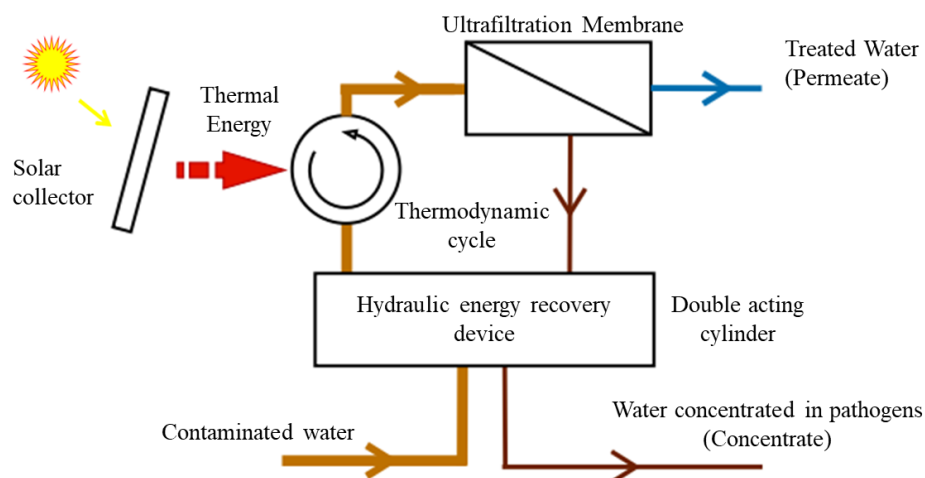 Ultrafiltration Membrane
Treated Water
(Permeate)
Thermal
Energy
Solar
collector
Thermodynamic
cycle
Hydraulic energy recovery
device
Double acting
cylinder
Contaminated water
Water concentrated in pathogens
(Concentrate)